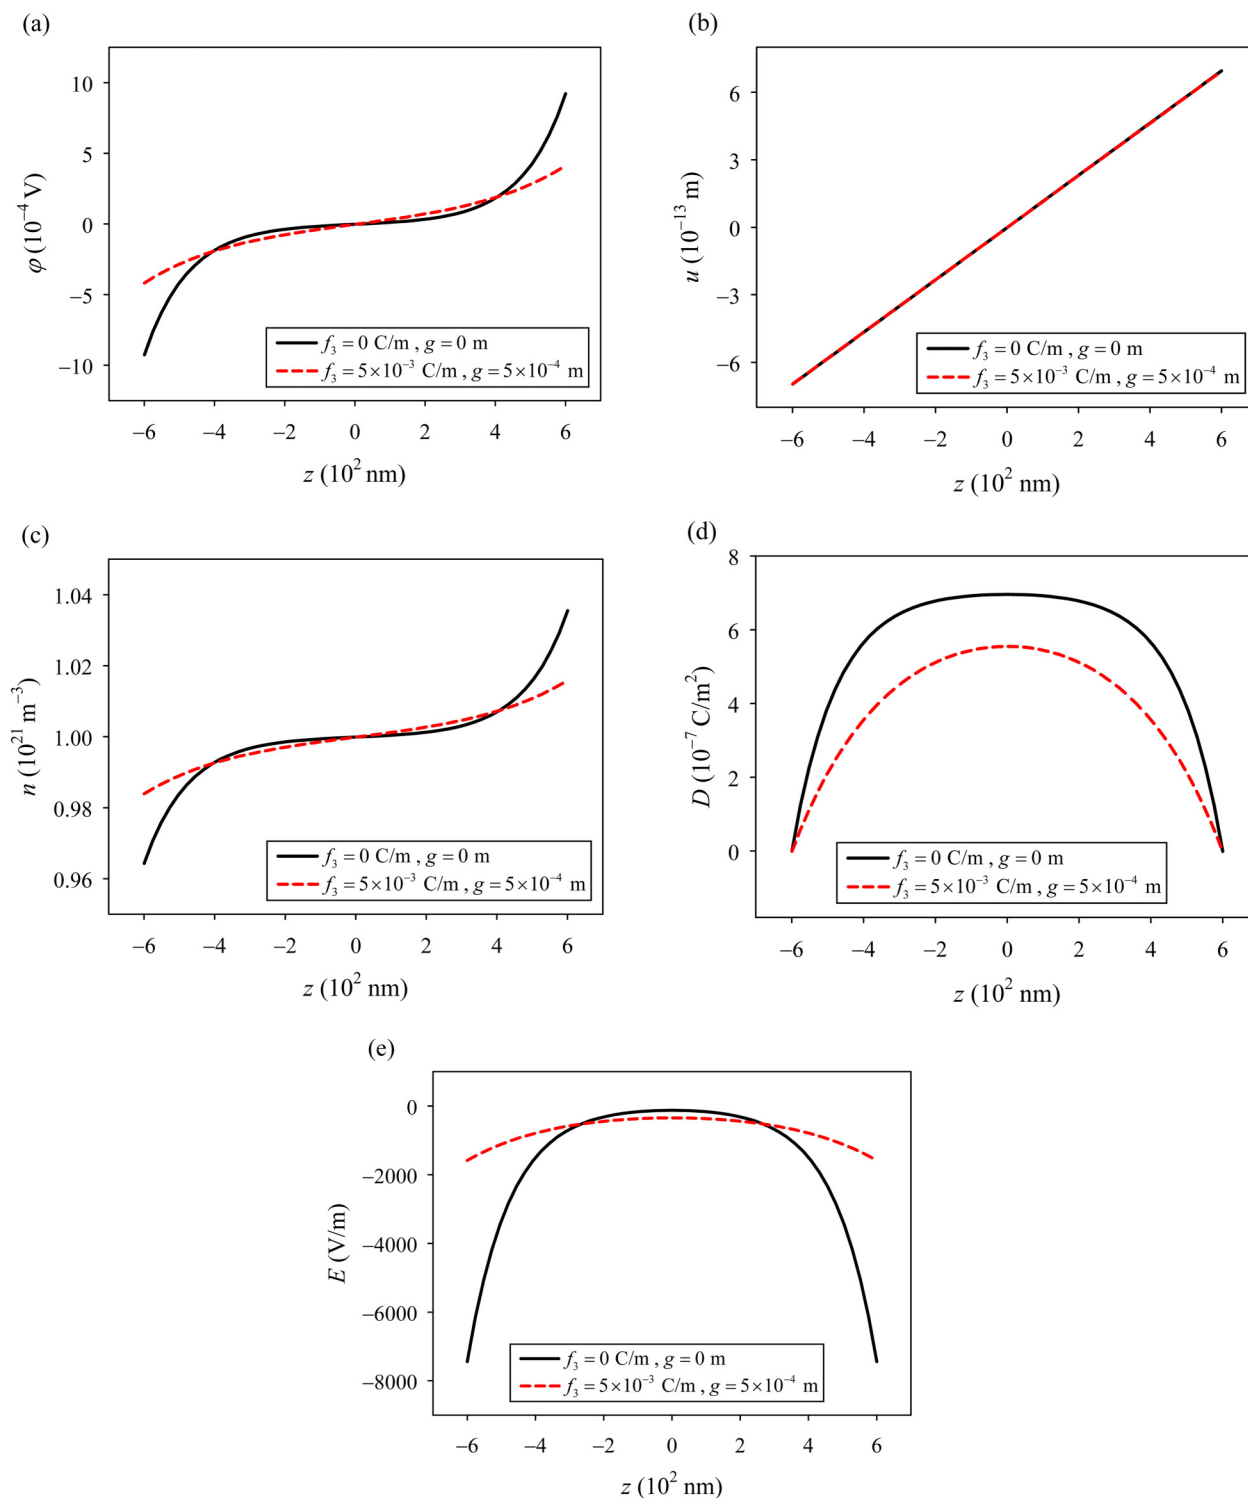 (a)
10
5
0
−5
−10
φ (10⁻⁴ V)
f₃ = 0 C/m , g = 0 m
f₃ = 5×10⁻³ C/m , g = 5×10⁻⁴ m
−6 −4 −2 0 2 4 6
z (10² nm)
(b)
6
3
0
−3
−6
u (10⁻¹³ m)
f₃ = 0 C/m , g = 0 m
f₃ = 5×10⁻³ C/m , g = 5×10⁻⁴ m
−6 −4 −2 0 2 4 6
z (10² nm)
(c)
1.04
1.02
1.00
0.98
0.96
n (10²¹ m⁻³)
f₃ = 0 C/m , g = 0 m
f₃ = 5×10⁻³ C/m , g = 5×10⁻⁴ m
−6 −4 −2 0 2 4 6
z (10² nm)
(d)
8
6
4
2
0
D (10⁻⁷ C/m²)
f₃ = 0 C/m , g = 0 m
f₃ = 5×10⁻³ C/m , g = 5×10⁻⁴ m
−6 −4 −2 0 2 4 6
z (10² nm)
(e)
0
−2000
−4000
−6000
−8000
E (V/m)
f₃ = 0 C/m , g = 0 m
f₃ = 5×10⁻³ C/m , g = 5×10⁻⁴ m
−6 −4 −2 0 2 4 6
z (10² nm)